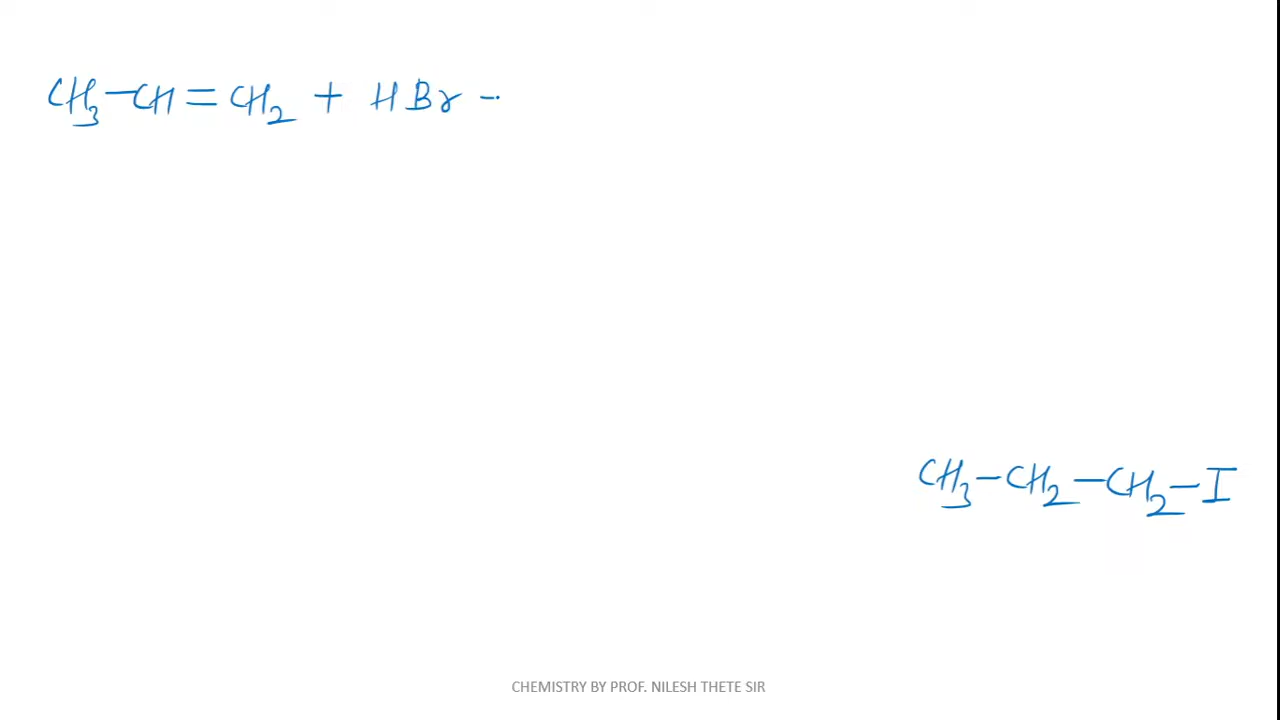 CH3-CH=CH2 + HBr -
CH3-CH2-CH2-I
CHEMISTRY BY PROF. NILESH THETE SIR